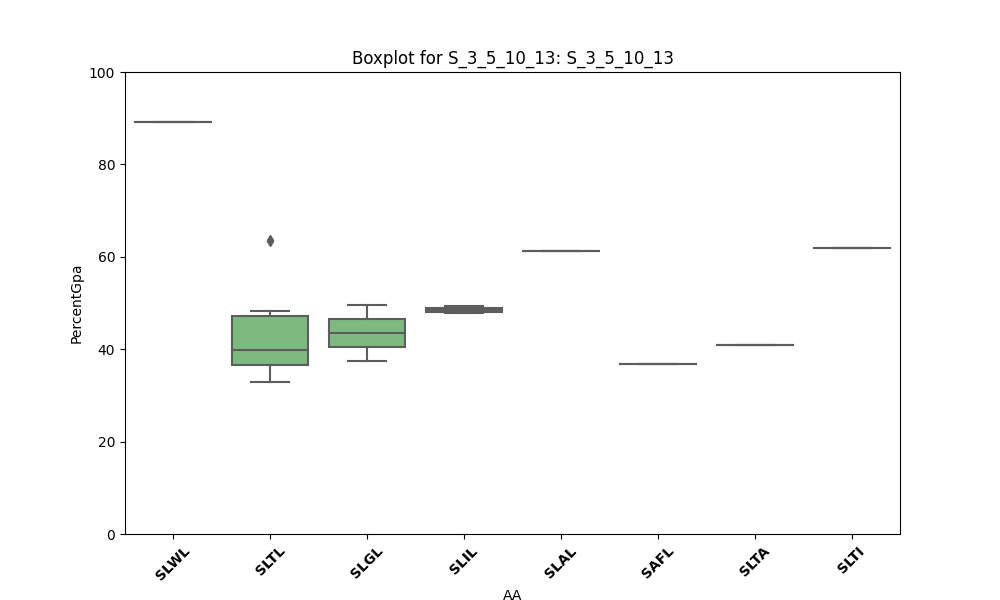 Boxplot for S_3_5_10_13: S_3_5_10_13
100
80
60
40
20
0
PercentGpa
SLWL
SLTL
SLGL
SLIL
SLAL
SAFL
SLTA
SLTI
AA